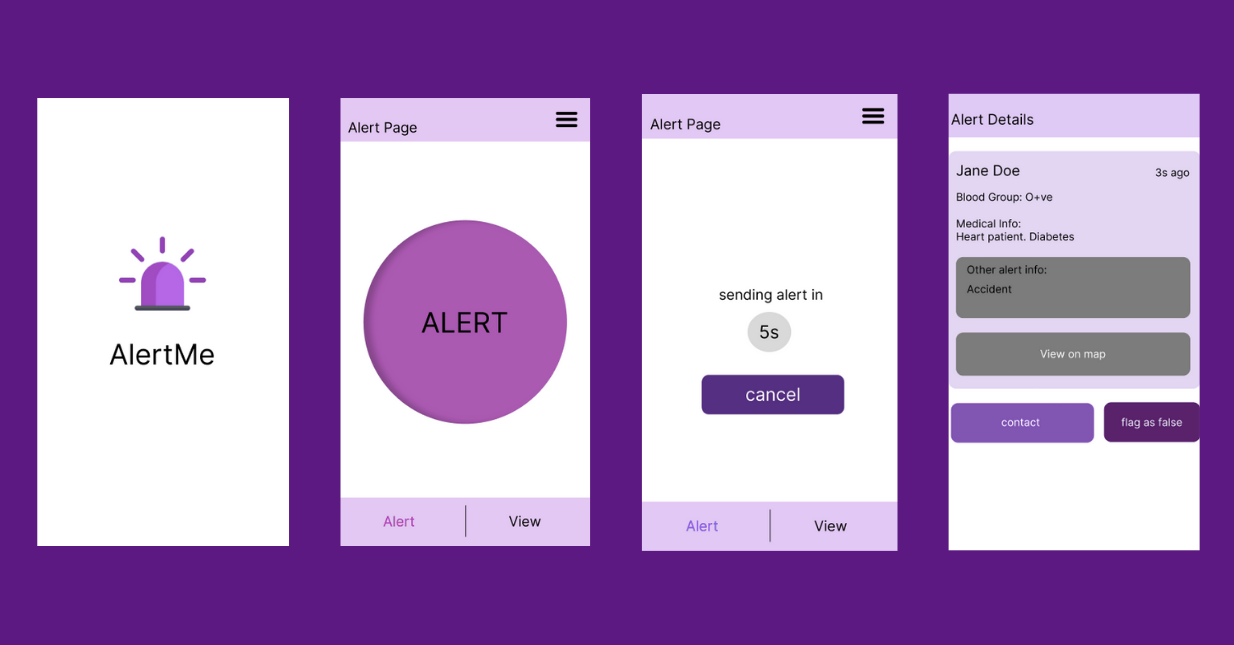 AlertMe
Alert Page
ALERT
Alert
View
Alert Page
sending alert in
5s
cancel
Alert
View
Alert Details
Jane Doe
3s ago
Blood Group: O+ve
Medical Info:
Heart patient. Diabetes
Other alert info:
Accident
View on map
contact
flag as false